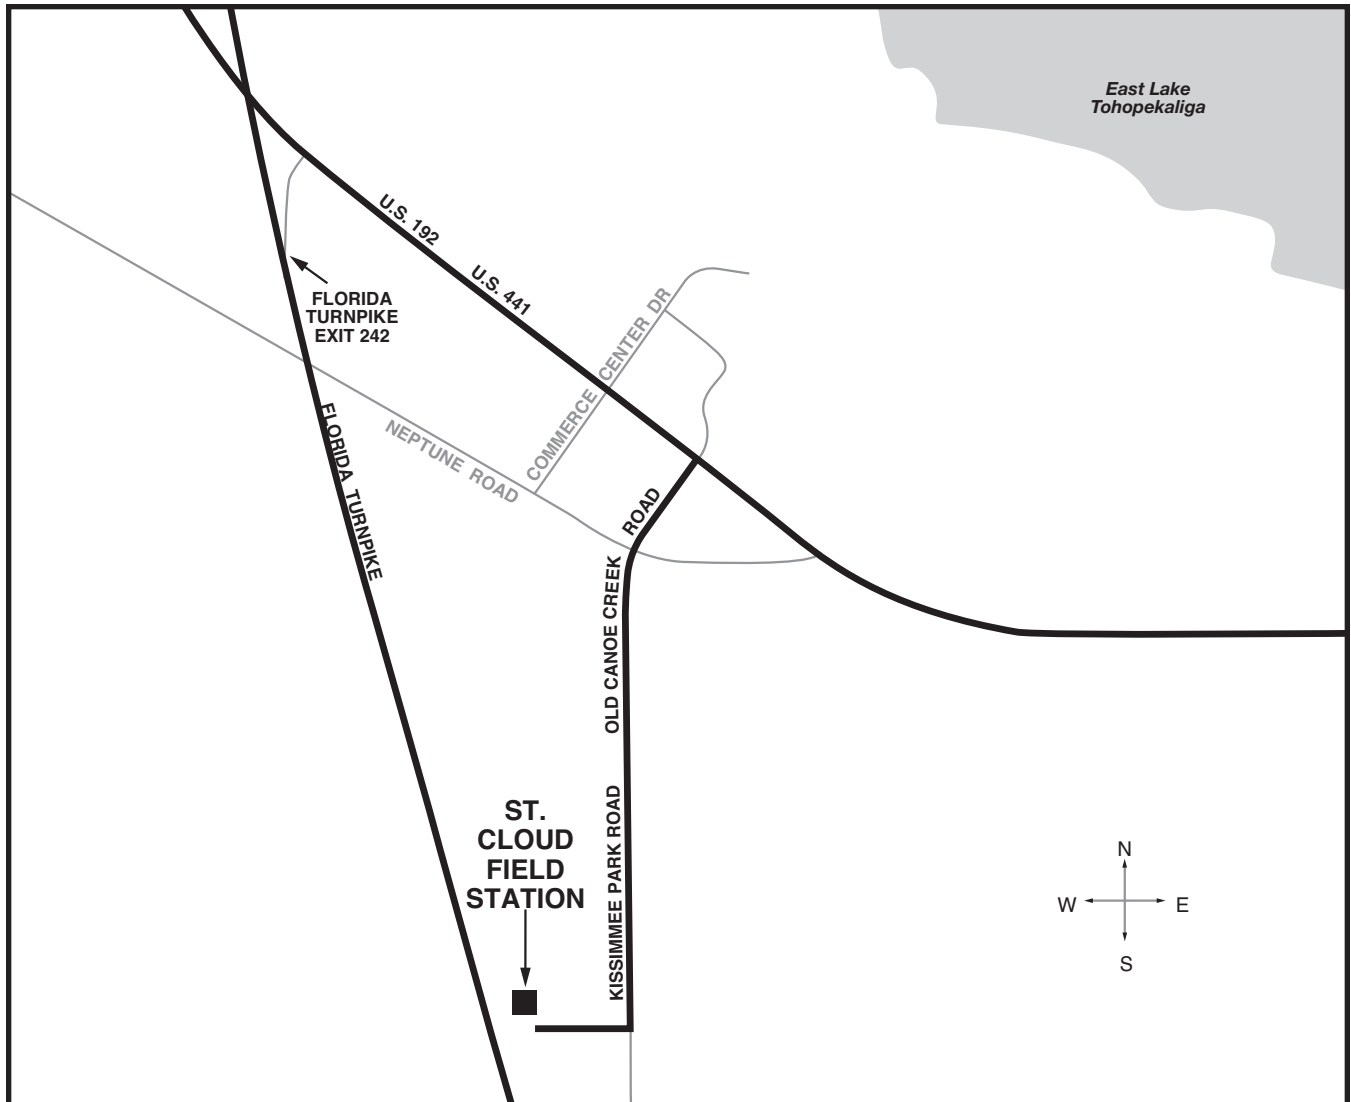 East Lake
Tohopekaliga
U.S. 192
U.S. 441
FLORIDA
TURNPIKE
EXIT 242
COMMERCE CENTER DR
NEPTUNE ROAD
FLORIDA TURNPIKE
ROAD
OLD CANOE CREEK
KISSIMMEE PARK ROAD
ST.
CLOUD
FIELD
STATION
N
W
E
S